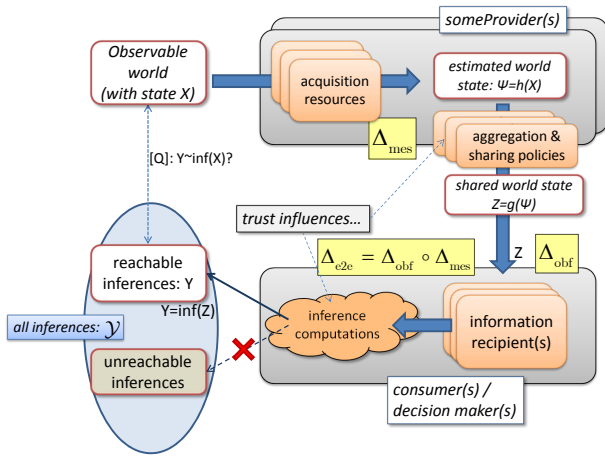 someProvider(s)
Observable
world
(with state X)
acquisition
resources
estimated world
state: Ψ=h(X)
Δmes
aggregation &
sharing policies
[Q]: Y~inf(X)?
shared world state
Z=g(Ψ)
trust influences...
Δe2e = Δobf ∘ Δmes
Z
Δobf
reachable
inferences: Y
Y=inf(Z)
inference
computations
information
recipient(s)
all inferences: 𝒴
unreachable
inferences
consumer(s) /
decision maker(s)